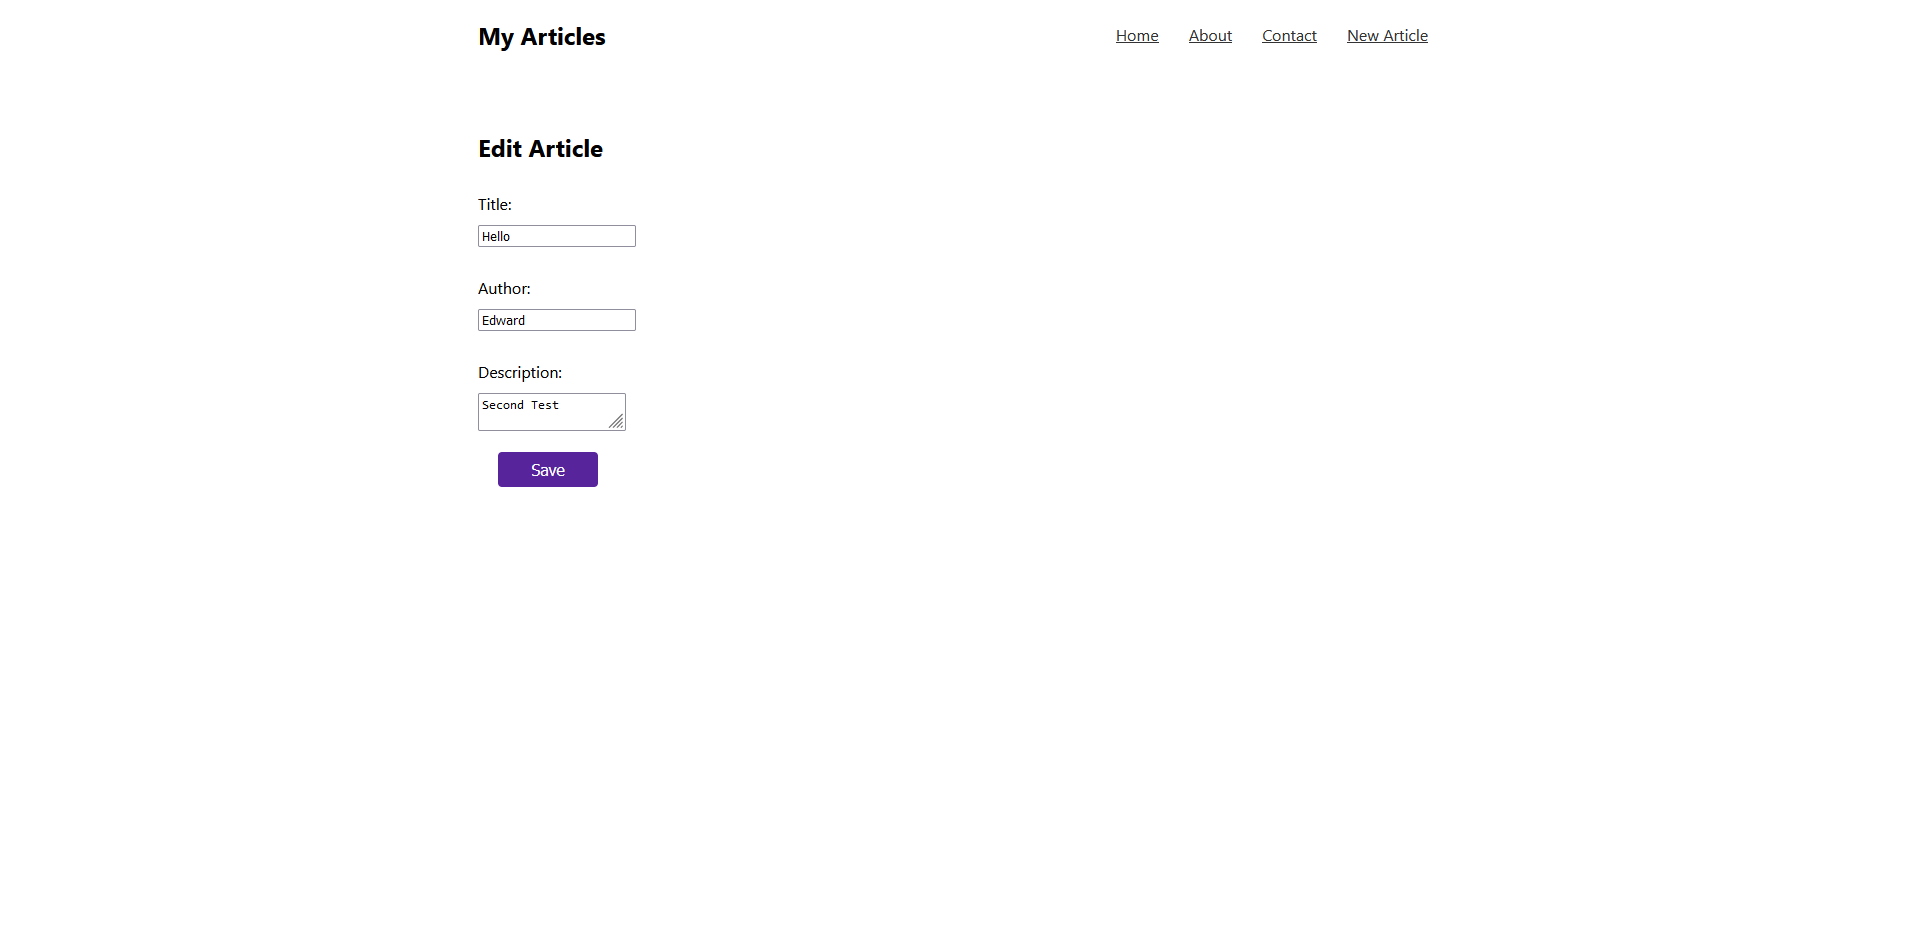 My Articles
Home About Contact New Article
Edit Article
Title:
Hello
Author:
Edward
Description:
Second Test
Save